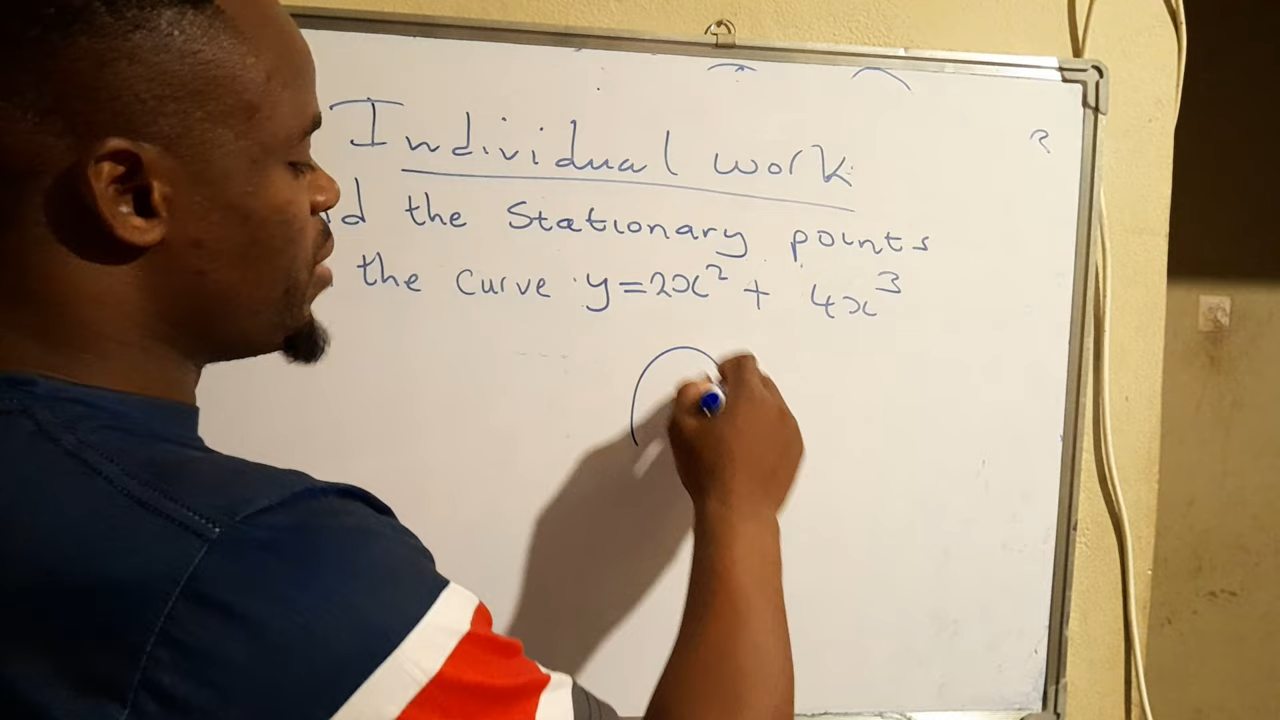 Individual work
the Stationary points
the curve y=2x² + 4x³